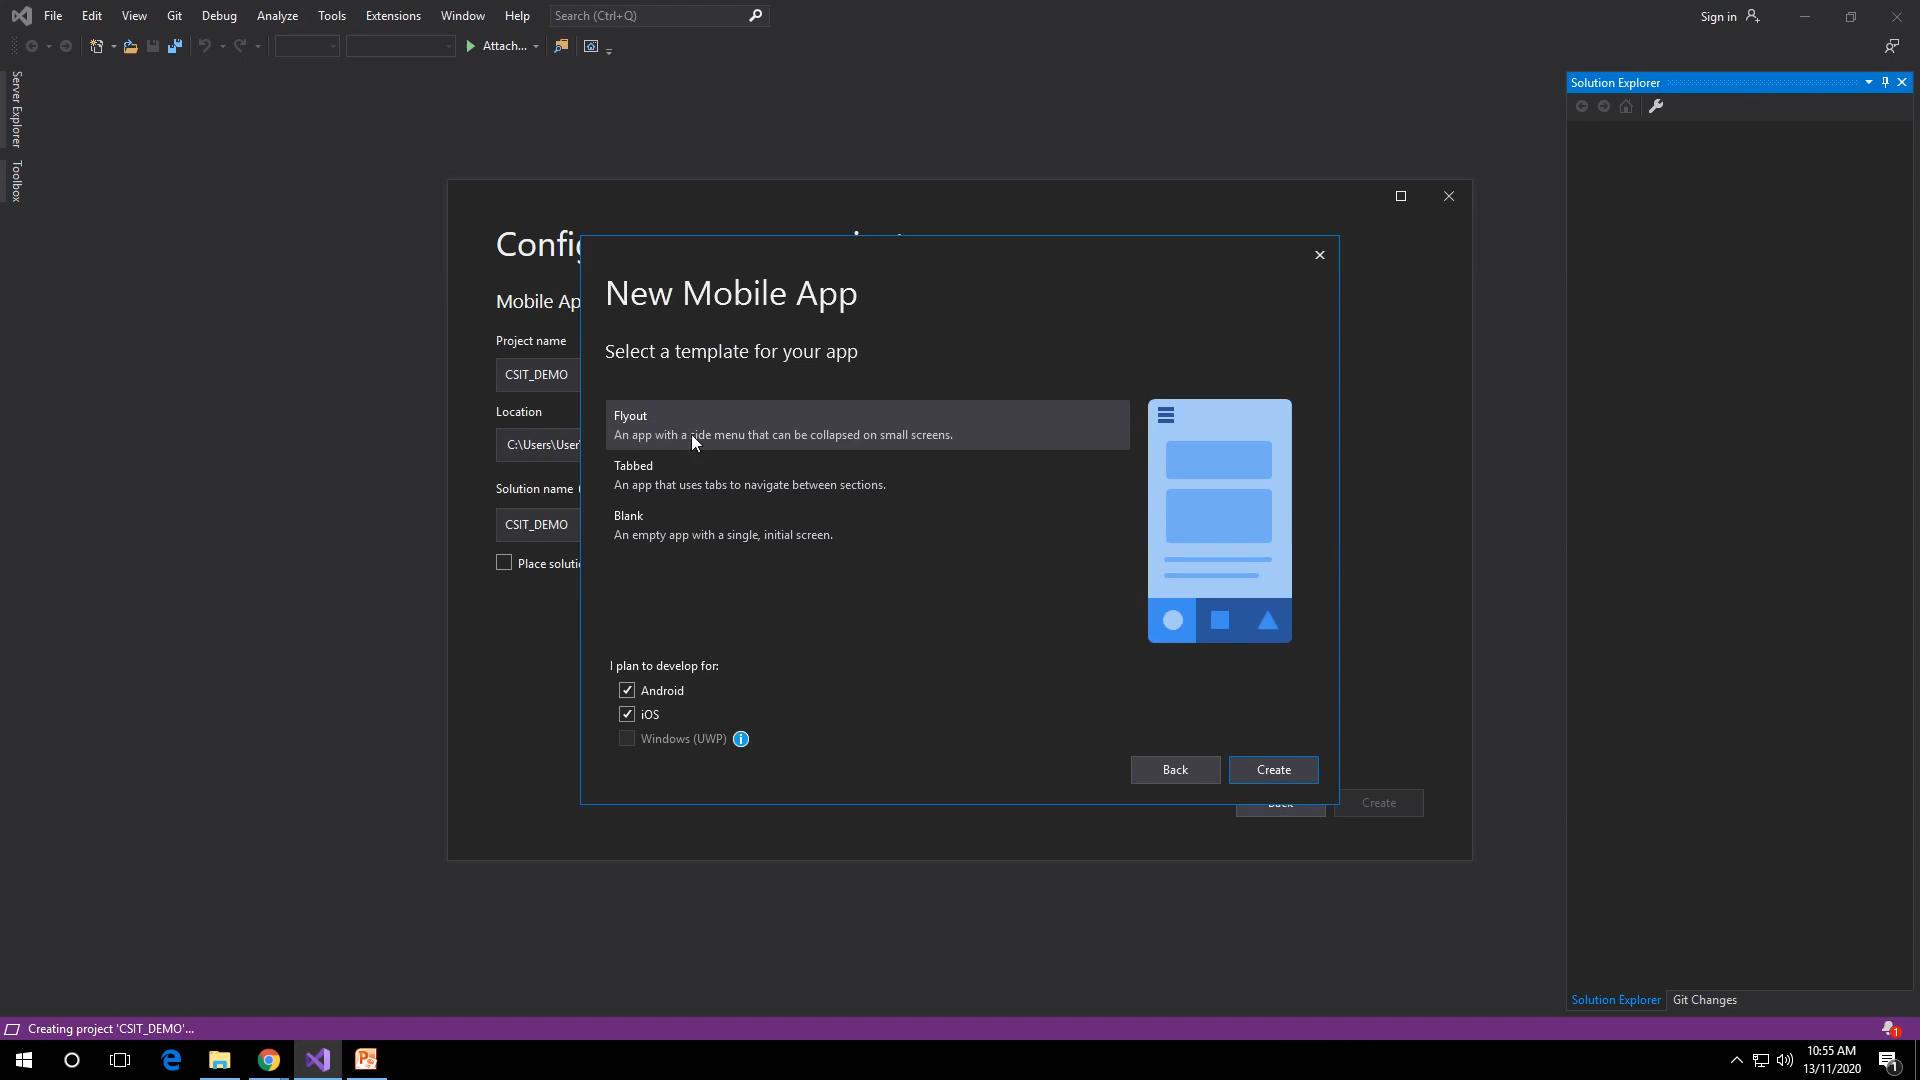 File Edit View Git Debug Analyze Tools Extensions Window Help Search (Ctrl+Q) Sign in
Attach...
Server Explorer
Toolbox
Solution Explorer
Mobile Ap
Project name
CSIT_DEMO
Location
C:\Users\User\
Solution name
CSIT_DEMO
Place soluti
New Mobile App
Select a template for your app
Flyout
An app with a side menu that can be collapsed on small screens.
Tabbed
An app that uses tabs to navigate between sections.
Blank
An empty app with a single, initial screen.
I plan to develop for:
Android
iOS
Windows (UWP)
Back Create
Back Create
Solution Explorer Git Changes
Creating project 'CSIT_DEMO'...
1
10:55 AM
13/11/2020
1